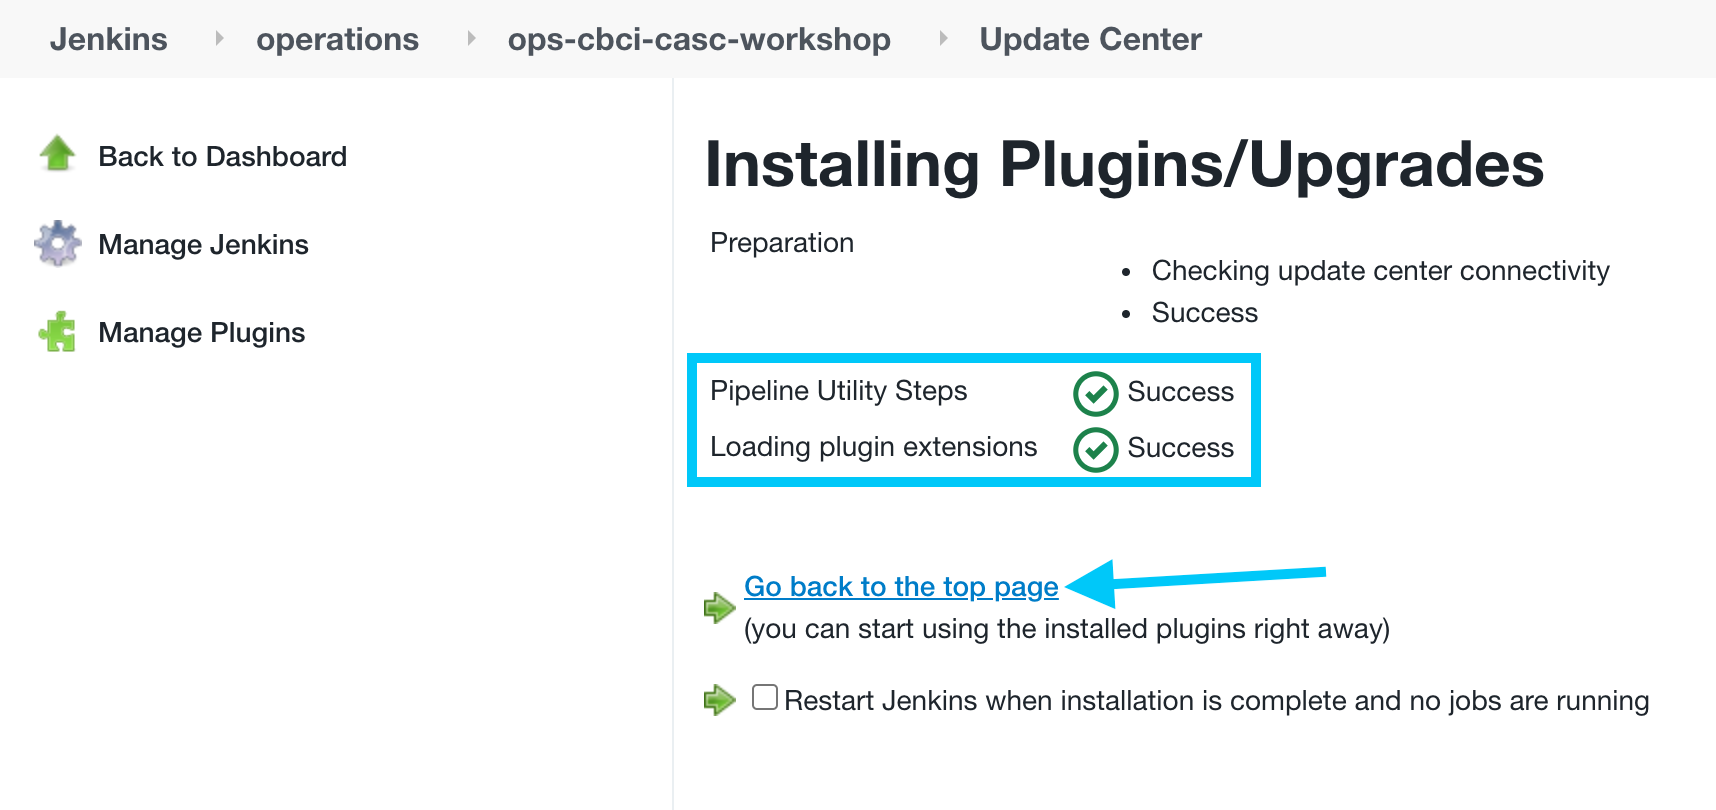 Jenkins operations ops-cbci-casc-workshop Update Center
Back to Dashboard
Manage Jenkins
Manage Plugins
Installing Plugins/Upgrades
Preparation
• Checking update center connectivity
• Success
Pipeline Utility Steps Success
Loading plugin extensions Success
Go back to the top page
(you can start using the installed plugins right away)
Restart Jenkins when installation is complete and no jobs are running